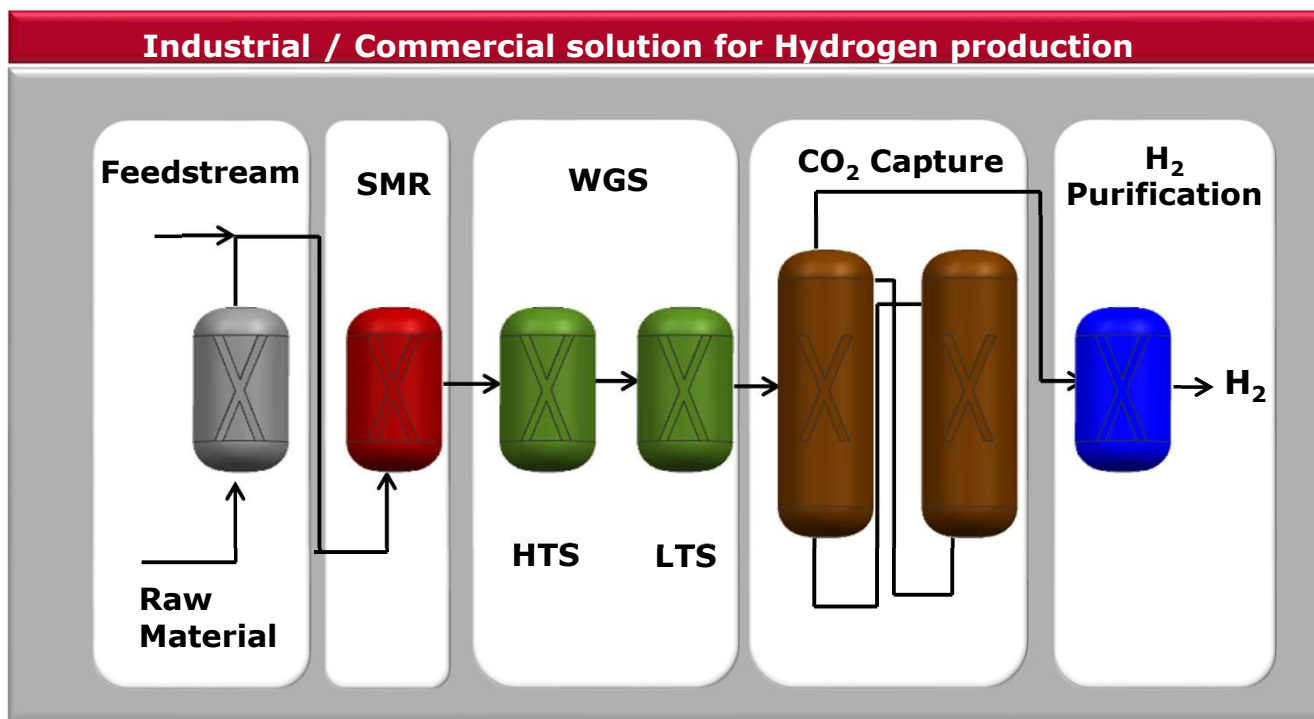 Industrial / Commercial solution for Hydrogen production
Feedstream
SMR
WGS
CO₂ Capture
H₂
Purification
H₂
HTS
LTS
Raw
Material